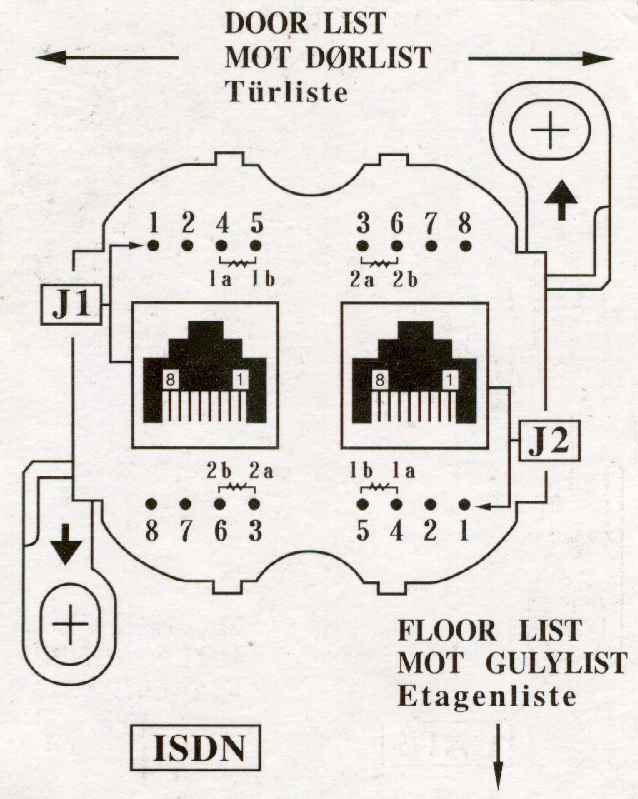 DOOR LIST
MOT DØRLIST
Türliste
1 2 4 5 3 6 7 8
1a 1b 2a 2b
J1
8 1 8 1
J2
2b 2a 1b 1a
8 7 6 3 5 4 2 1
FLOOR LIST
MOT GULYLIST
Etagenliste
ISDN